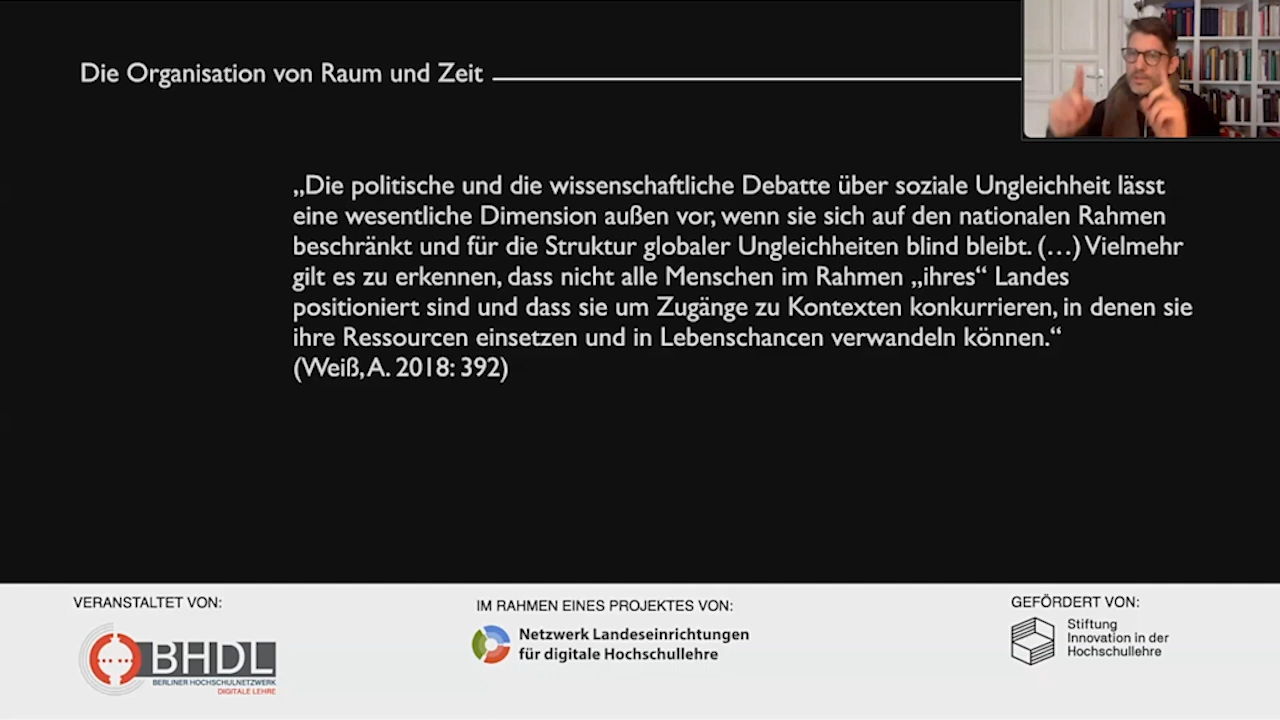 Die Organisation von Raum und Zeit
„Die politische und die wissenschaftliche Debatte über soziale Ungleichheit lässt
eine wesentliche Dimension außen vor, wenn sie sich auf den nationalen Rahmen
beschränkt und für die Struktur globaler Ungleichheiten blind bleibt. (…) Vielmehr
gilt es zu erkennen, dass nicht alle Menschen im Rahmen „ihres“ Landes
positioniert sind und dass sie um Zugänge zu Kontexten konkurrieren, in denen sie
ihre Ressourcen einsetzen und in Lebenschancen verwandeln können.“
(Weiß, A. 2018: 392)
VERANSTALTET VON:
BHDL
BERLINER HOCHSCHULNETZWERK
DIGITALE LEHRE
IM RAHMEN EINES PROJEKTES VON:
Netzwerk Landeseinrichtungen
für digitale Hochschullehre
GEFÖRDERT VON:
Stiftung
Innovation in der
Hochschullehre